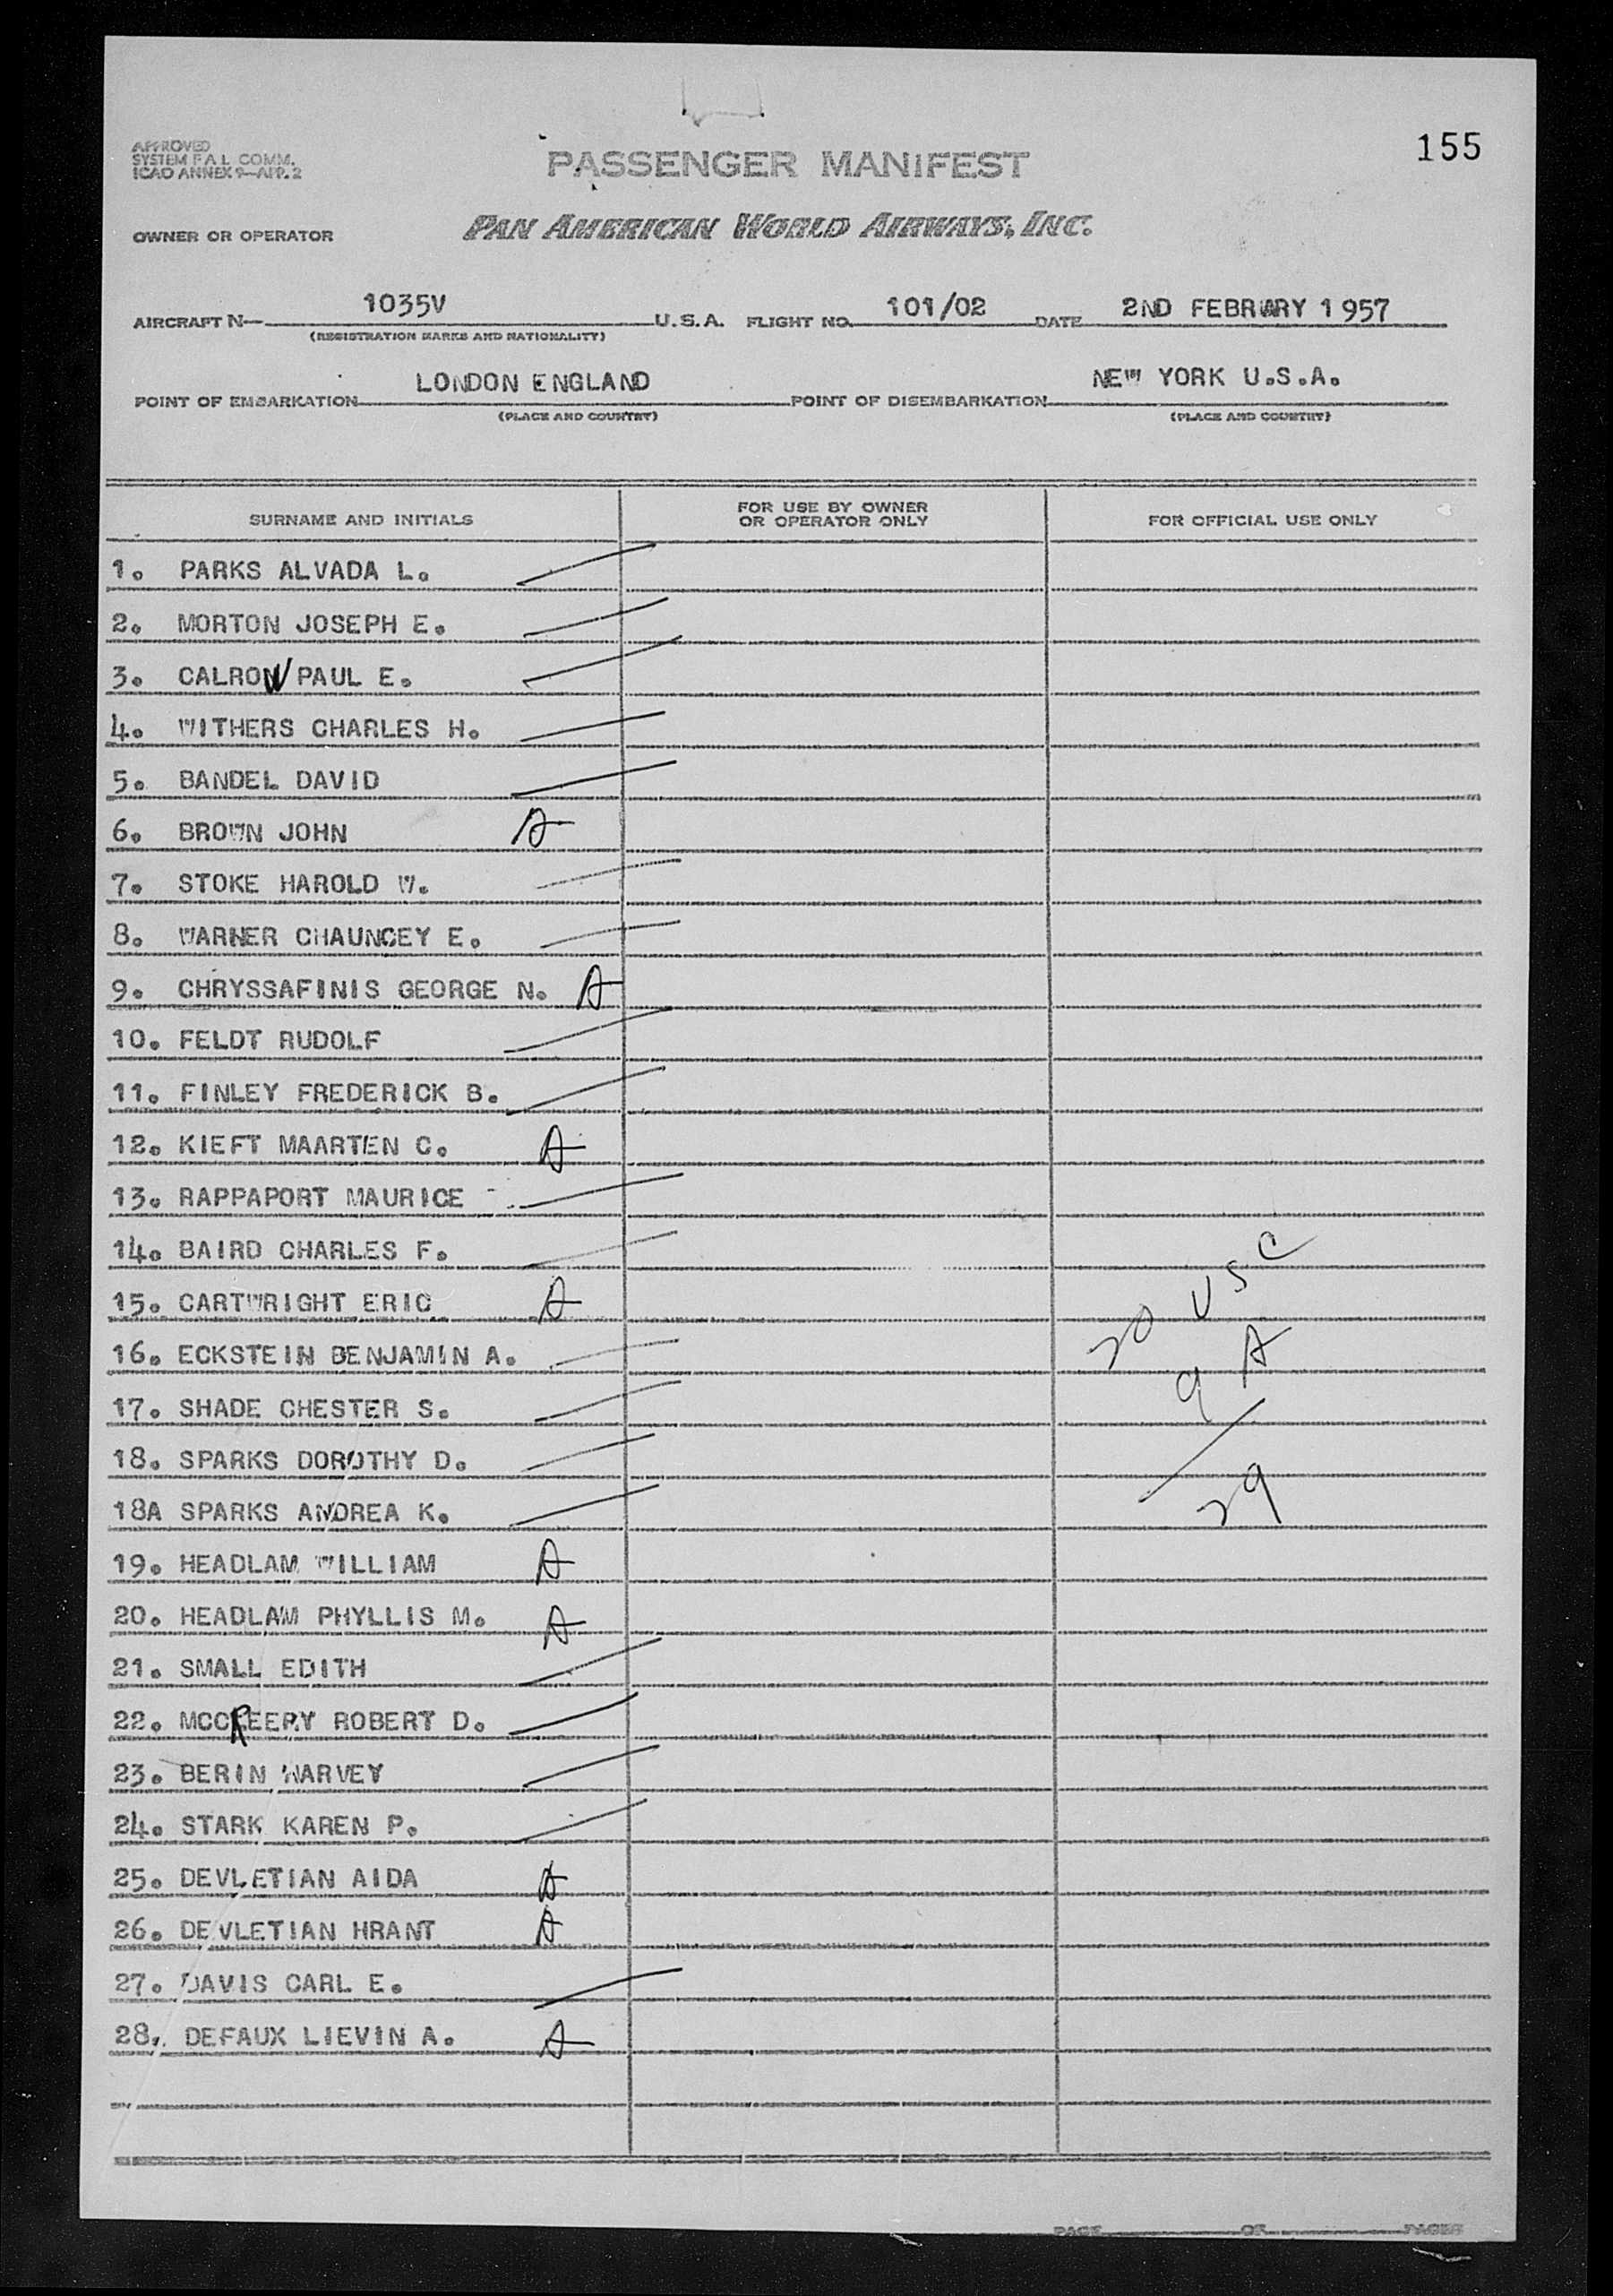 155
APPROVED
SYSTEM F A L COMM.
ICAO ANNEX 9—APP. 2
PASSENGER MANIFEST
OWNER OR OPERATOR PAN AMERICAN WORLD AIRWAYS, INC.
AIRCRAFT N— 1035V U.S.A. FLIGHT NO. 101/02 DATE 2ND FEBRUARY 1957
(REGISTRATION MARKS AND NATIONALITY)
POINT OF EMBARKATION LONDON ENGLAND POINT OF DISEMBARKATION NEW YORK U.S.A.
(PLACE AND COUNTRY) (PLACE AND COUNTRY)
SURNAME AND INITIALS FOR USE BY OWNER OR OPERATOR ONLY FOR OFFICIAL USE ONLY
1. PARKS ALVADA L.
2. MORTON JOSEPH E.
3. CALRON PAUL E.
4. WITHERS CHARLES H.
5. BANDEL DAVID
6. BROWN JOHN A
7. STOKE HAROLD W.
8. WARNER CHAUNCEY E.
9. CHRYSSAFINIS GEORGE N. A
10. FELDT RUDOLF
11. FINLEY FREDERICK B.
12. KIEFT MAARTEN C. A
13. RAPPAPORT MAURICE
14. BAIRD CHARLES F.
15. CARTWRIGHT ERIC A
16. ECKSTEIN BENJAMIN A.
17. SHADE CHESTER S.
18. SPARKS DOROTHY D.
18A SPARKS ANDREA K.
19. HEADLAM WILLIAM A
20. HEADLAM PHYLLIS M. A
21. SMALL EDITH
22. MCCREERY ROBERT D.
23. BERIN HARVEY
24. STARK KAREN P.
25. DEVLETIAN AIDA A
26. DEVLETIAN HRANT A
27. DAVIS CARL E.
28. DEFAUX LIEVIN A. A
20 USC
9 A
29
PAGE OF PAGES